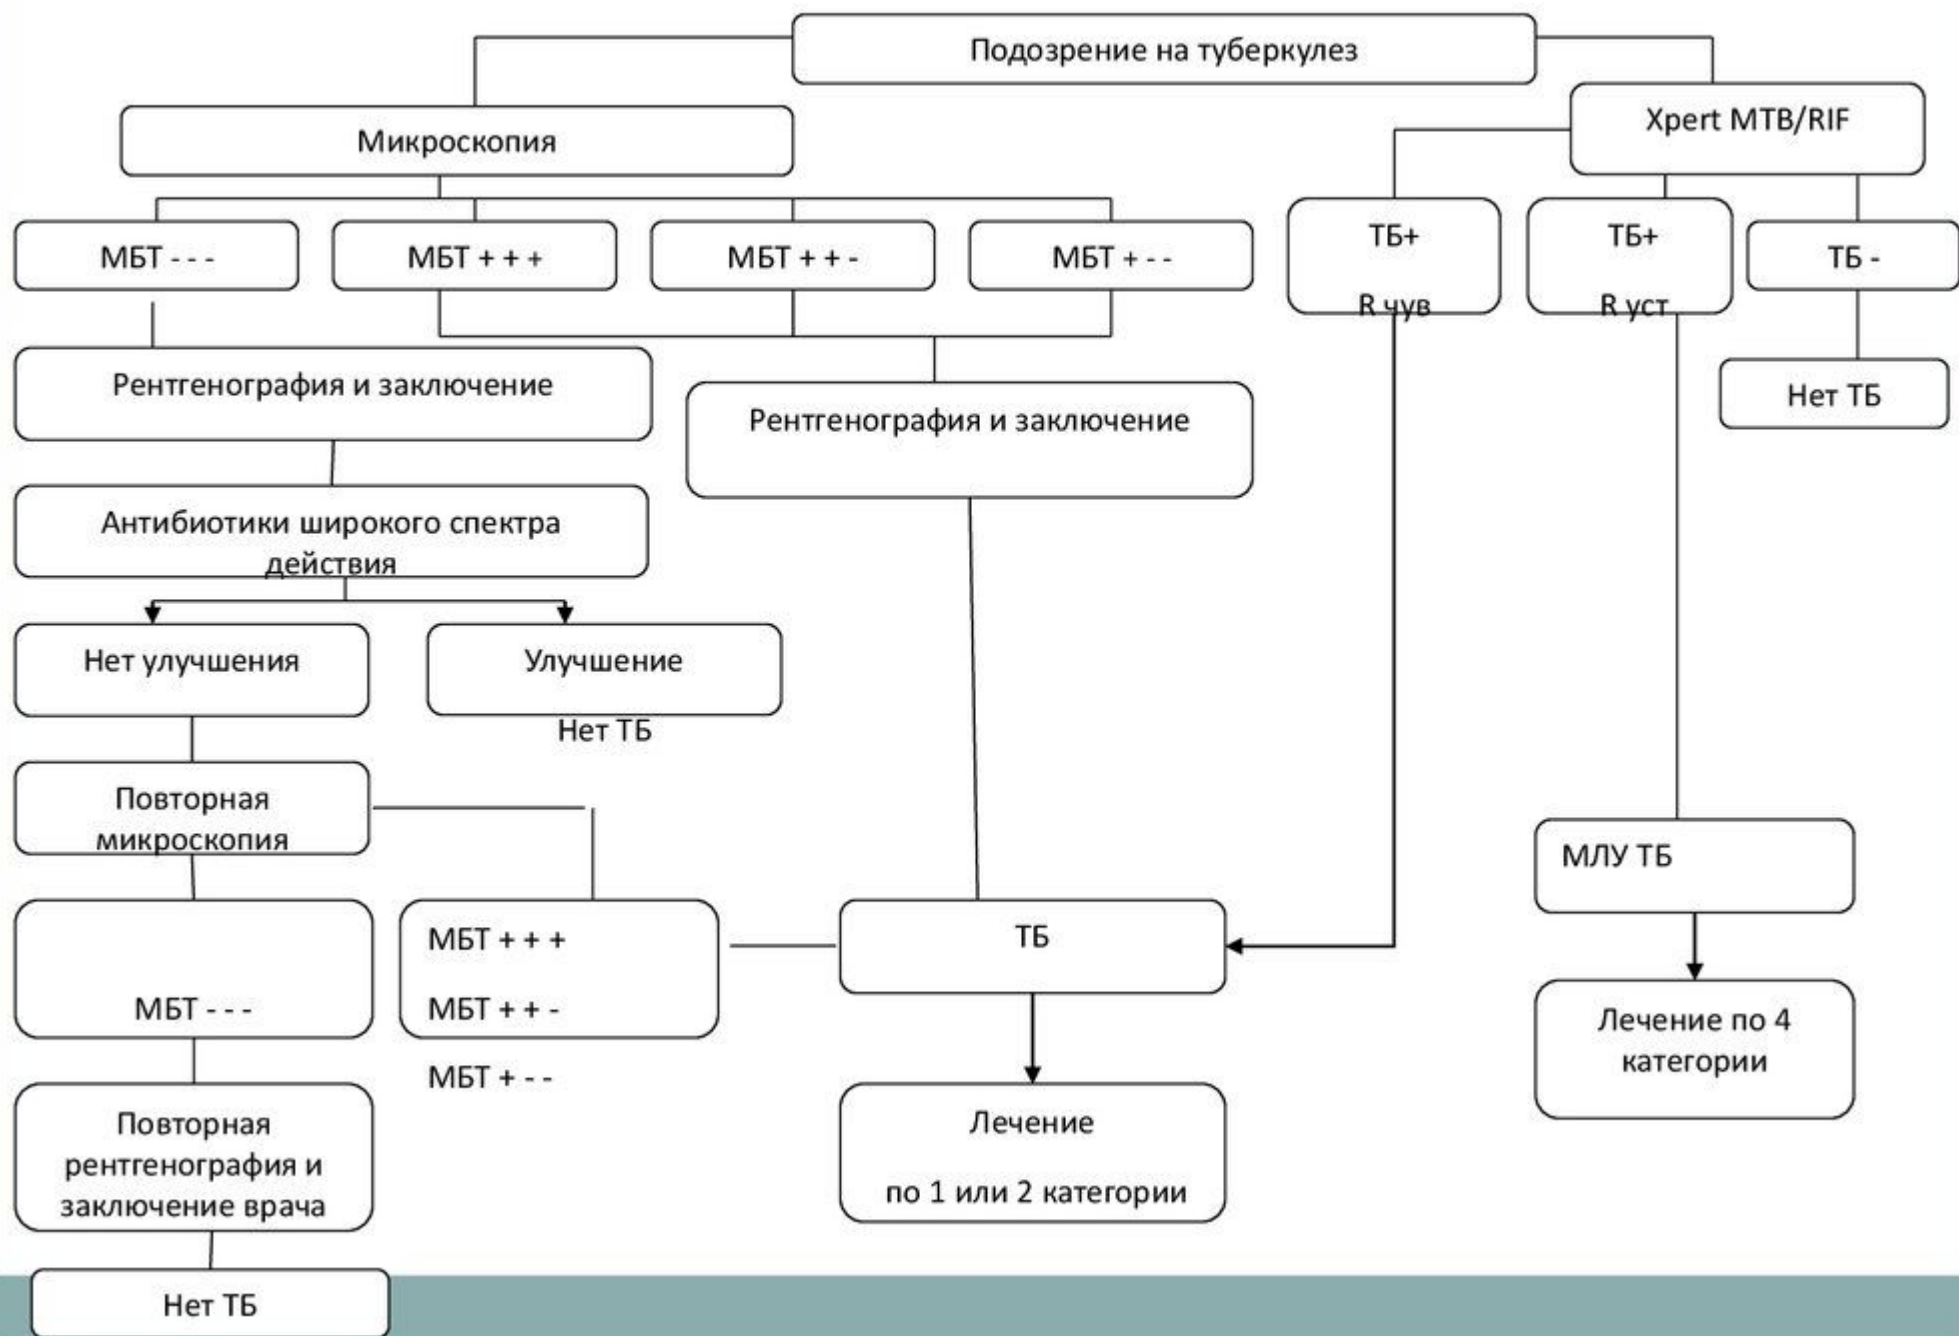 Подозрение на туберкулез
Микроскопия
Xpert MTB/RIF
МБТ - - -
МБТ + + +
МБТ + + -
МБТ + - -
ТБ+
R чув
ТБ+
R уст
ТБ -
Нет ТБ
Рентгенография и заключение
Рентгенография и заключение
Антибиотики широкого спектра
действия
Нет улучшения
Улучшение
Нет ТБ
Повторная
микроскопия
МБТ - - -
МБТ + + +
МБТ + + -
МБТ + - -
ТБ
МЛУ ТБ
Лечение по 4
категории
Лечение
по 1 или 2 категории
Повторная
рентгенография и
заключение врача
Нет ТБ